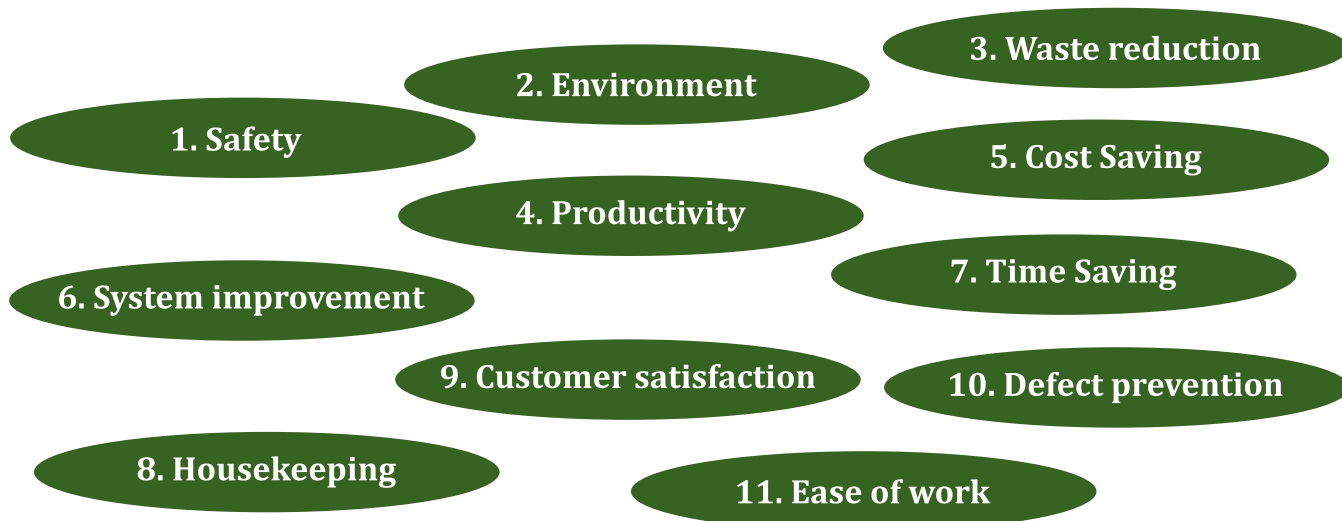 1. Safety
2. Environment
3. Waste reduction
4. Productivity
5. Cost Saving
6. System improvement
7. Time Saving
8. Housekeeping
9. Customer satisfaction
10. Defect prevention
11. Ease of work